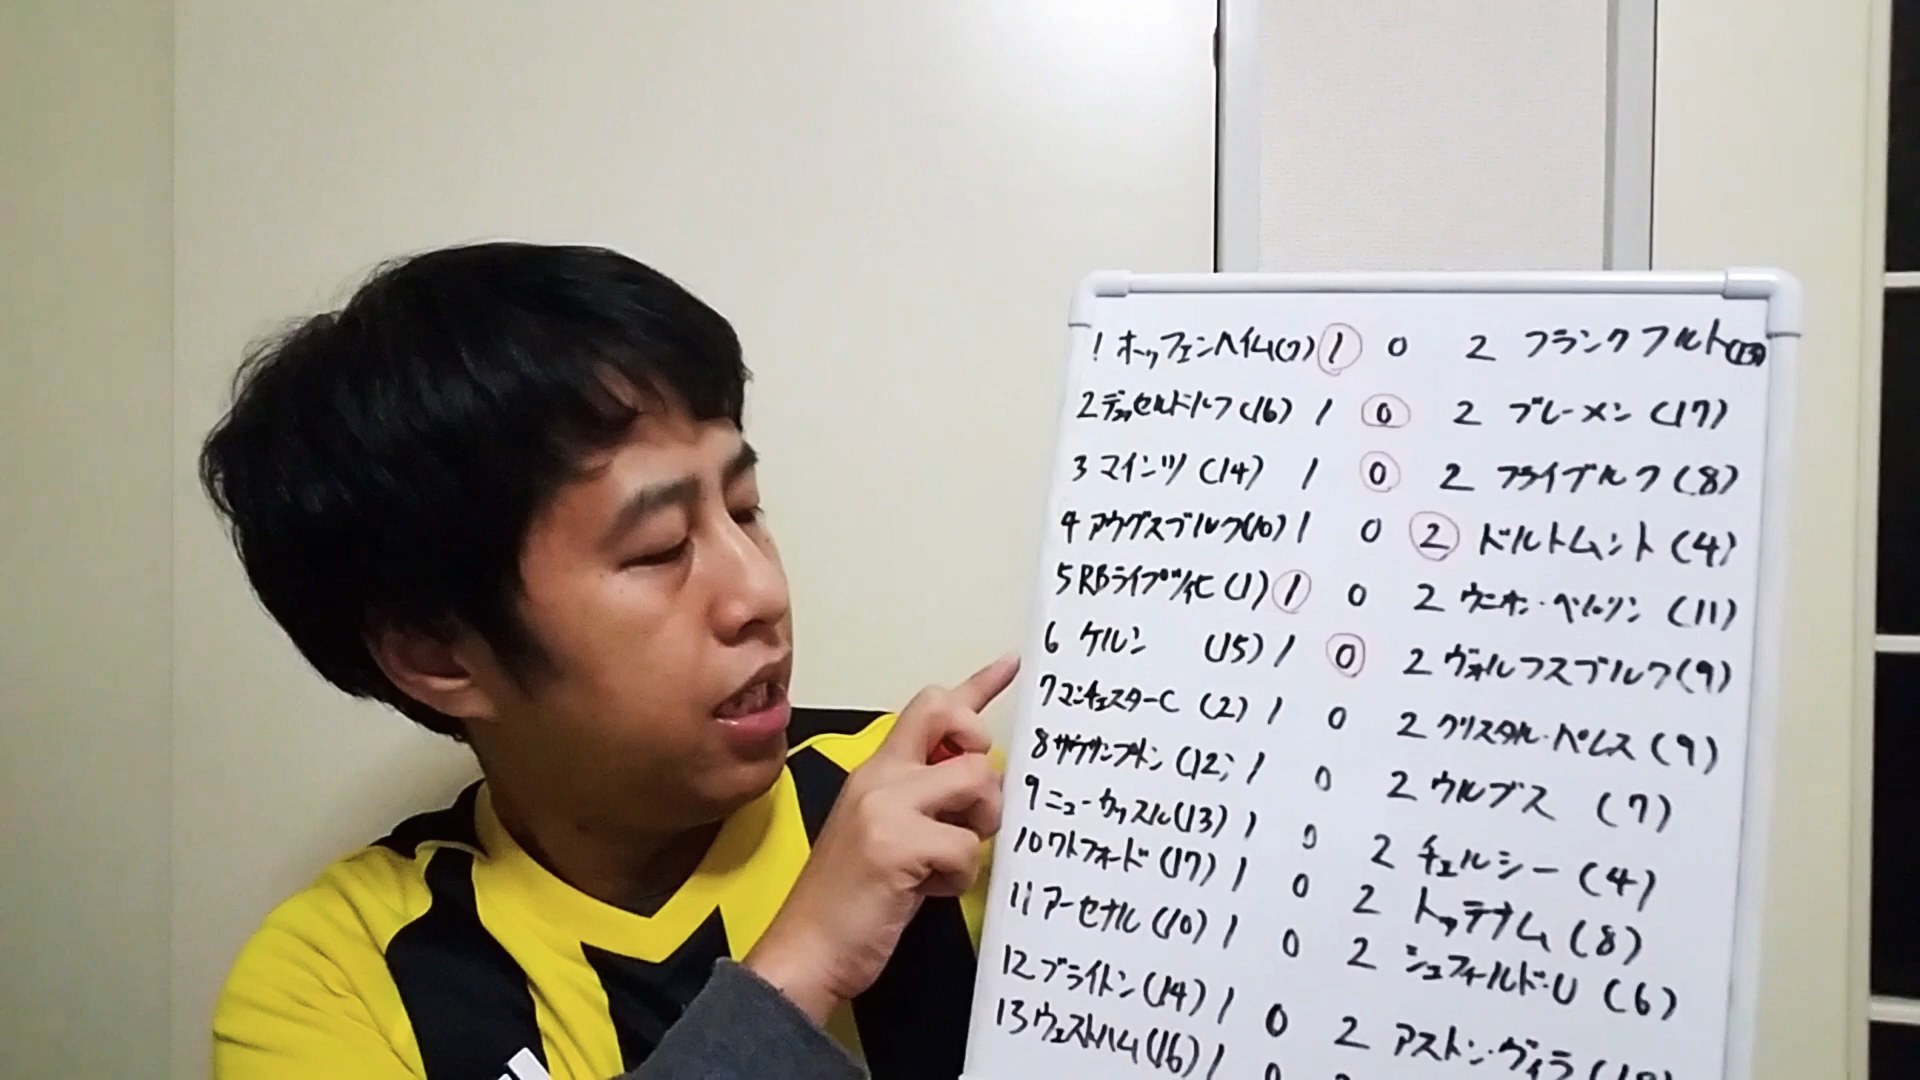 1 ホッフェンハイム(7) 1 0 2 フランクフルト(13)
2 デュッセルドルフ(16) 1 0 2 ブレーメン(17)
3 マインツ(14) 1 0 2 フライブルク(8)
4 アウグスブルク(10) 1 0 2 ドルトムント(4)
5 RBライプツィヒ(1) 1 0 2 ウニオン・ベルリン(11)
6 ケルン (15) 1 0 2 ヴォルフスブルク(9)
7 マンチェスターC (2) 1 0 2 クリスタル・パレス(9)
8 サウサンプトン(12) 1 0 2 ウルブス (7)
9 ニューカッスル(13) 1 0 2 チェルシー(4)
10 ワトフォード(17) 1 0 2 トッテナム(8)
11 アーセナル(10) 1 0 2 シェフィールド・U (6)
12 ブライトン(14) 1 0 2 アストン・ヴィラ
13 ウェストハム(16) 1